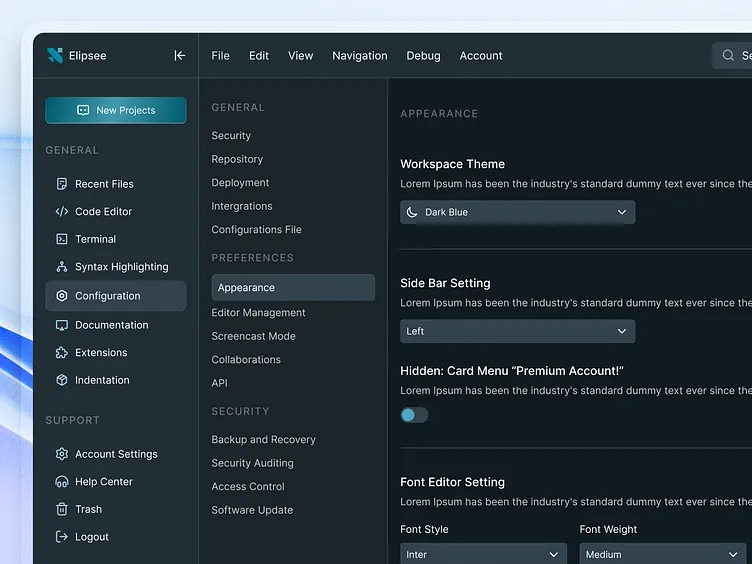 Elipsee
File Edit View Navigation Debug Account
New Projects
GENERAL
Recent Files
Code Editor
Terminal
Syntax Highlighting
Configuration
Documentation
Extensions
Indentation
SUPPORT
Account Settings
Help Center
Trash
Logout
GENERAL
Security
Repository
Deployment
Intergrations
Configurations File
PREFERENCES
Appearance
Editor Management
Screencast Mode
Collaborations
API
SECURITY
Backup and Recovery
Security Auditing
Access Control
Software Update
APPEARANCE
Workspace Theme
Lorem Ipsum has been the industry's standard dummy text ever since the
Dark Blue
Side Bar Setting
Lorem Ipsum has been the industry's standard dummy text ever since the
Left
Hidden: Card Menu “Premium Account!”
Lorem Ipsum has been the industry's standard dummy text ever since the
Font Editor Setting
Lorem Ipsum has been the industry's standard dummy text ever since the
Font Style Font Weight
Inter Medium